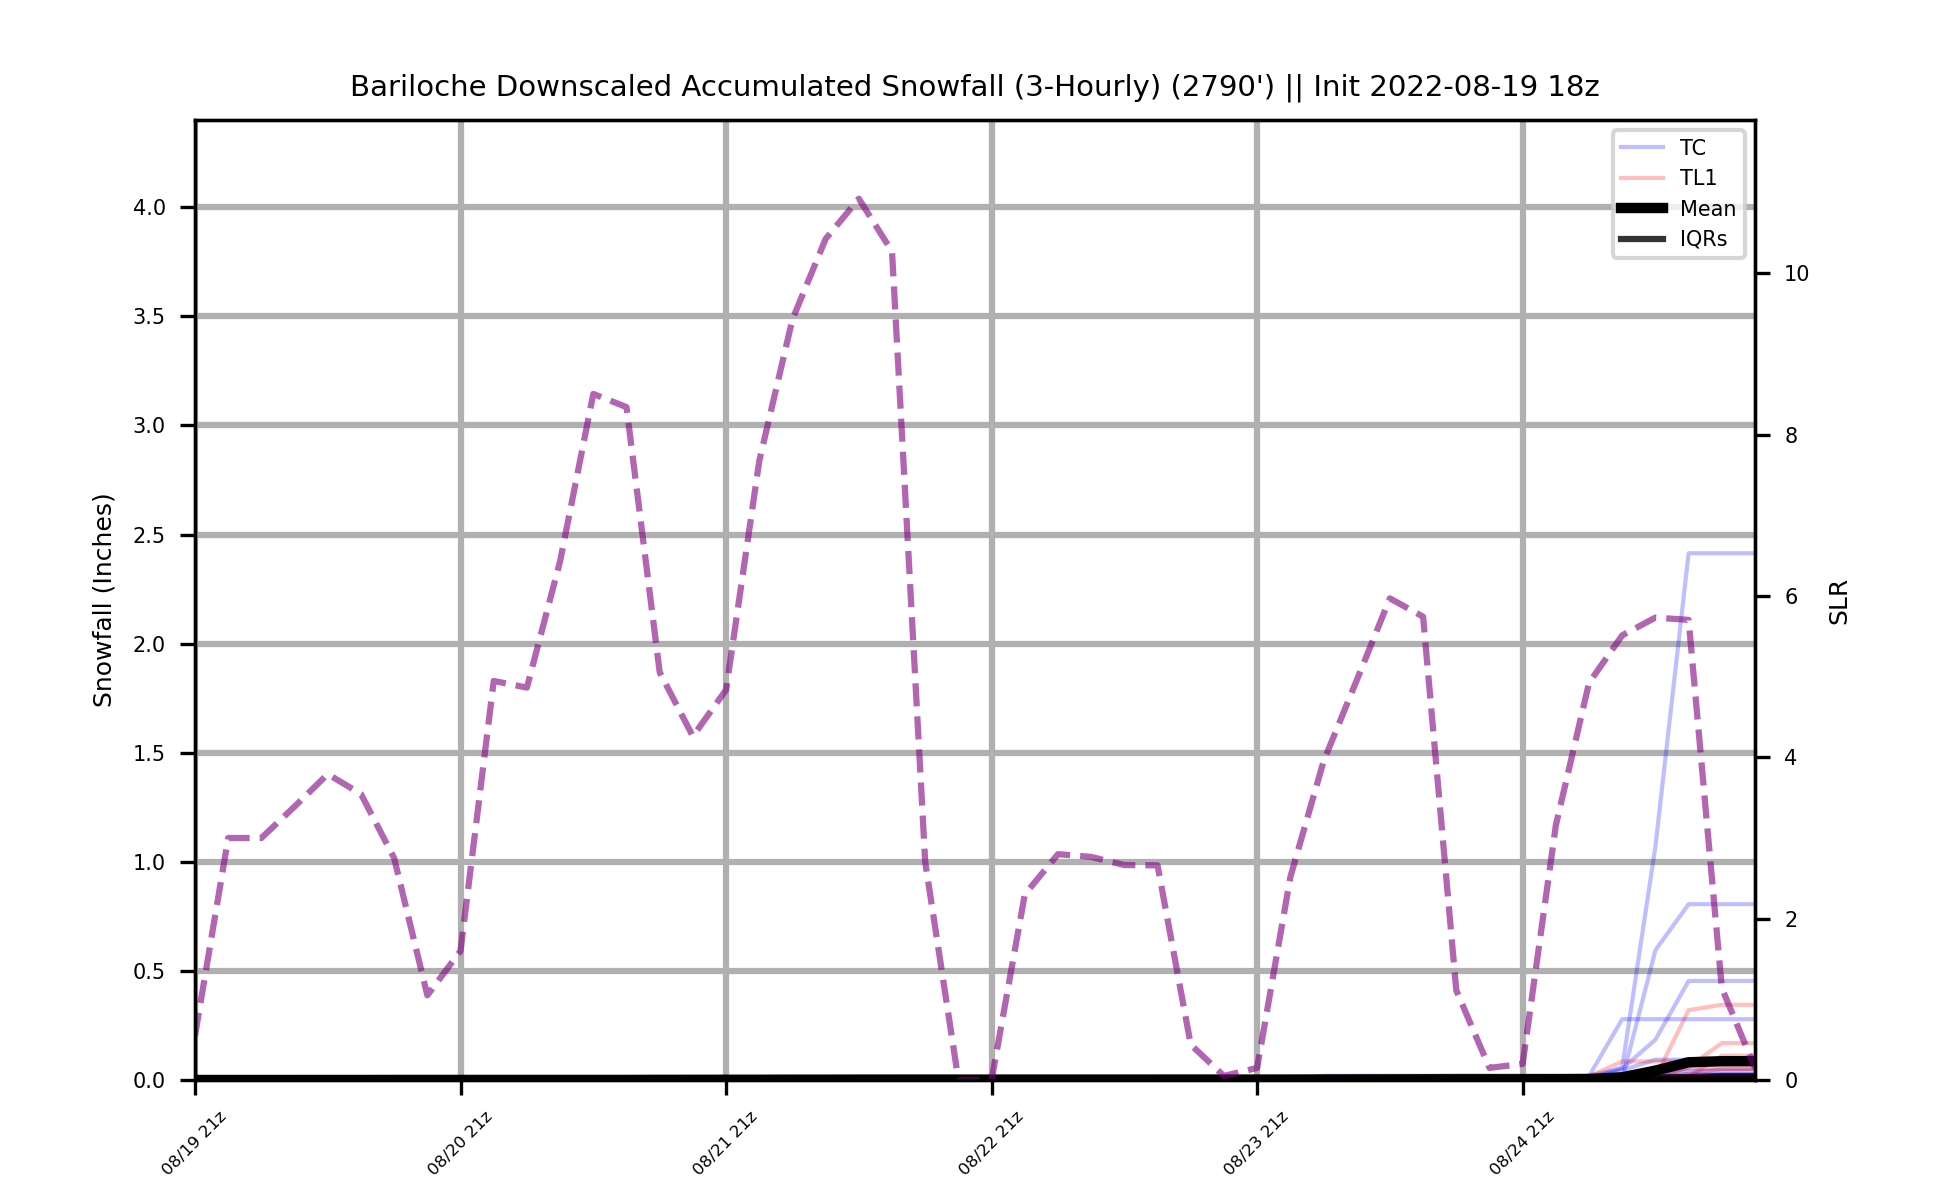 Bariloche Downscaled Accumulated Snowfall (3-Hourly) (2790') || Init 2022-08-19 18z
TC
TL1
Mean
IQRs
4.0
3.5
3.0
2.5
2.0
1.5
1.0
0.5
0.0
Snowfall (Inches)
10
8
6
4
2
0
SLR
08/19 21z
08/20 21z
08/21 21z
08/22 21z
08/23 21z
08/24 21z